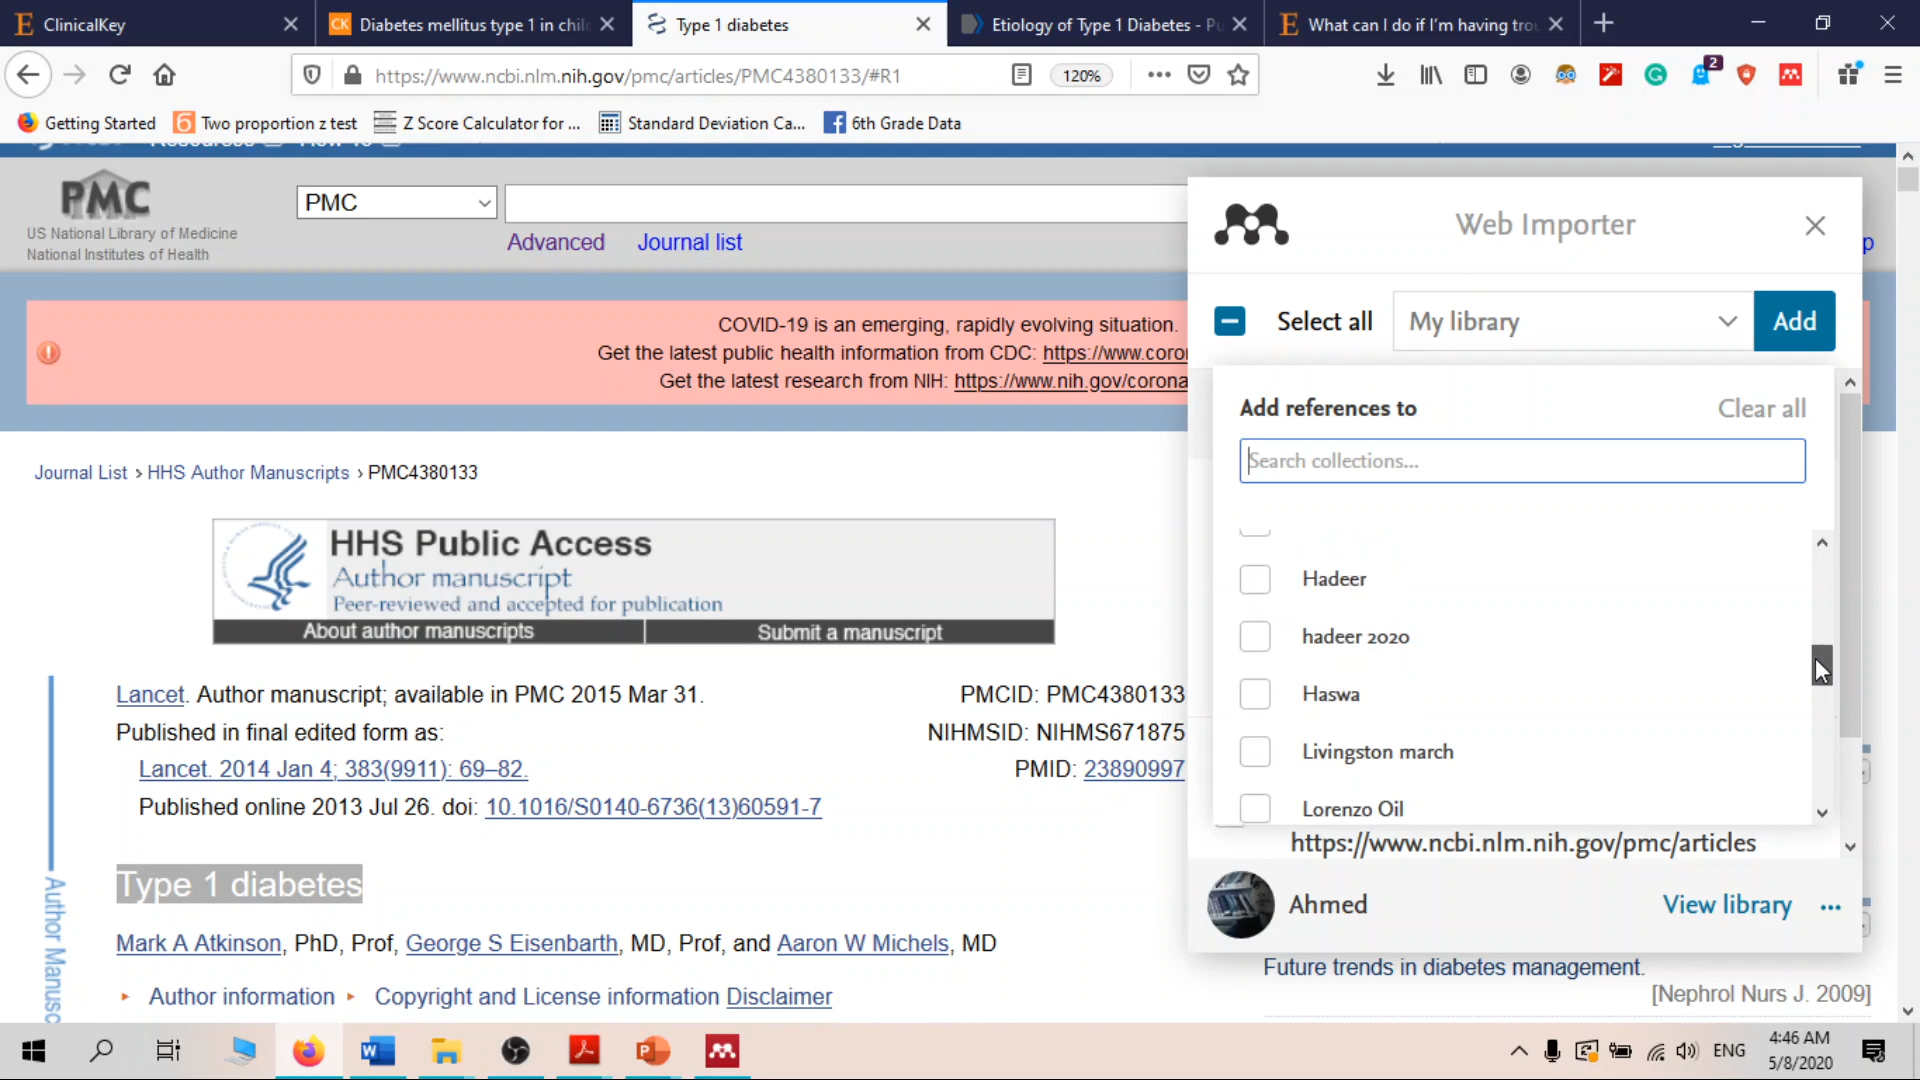 ClinicalKey
Diabetes mellitus type 1 in chil
Type 1 diabetes
Etiology of Type 1 Diabetes - Pu
What can I do if I'm having trou
https://www.ncbi.nlm.nih.gov/pmc/articles/PMC4380133/#R1
120%
2
Getting Started
Two proportion z test
Z Score Calculator for ...
Standard Deviation Ca...
6th Grade Data
PMC
US National Library of Medicine
National Institutes of Health
PMC
Advanced
Journal list
COVID-19 is an emerging, rapidly evolving situation.
Get the latest public health information from CDC: https://www.coro
Get the latest research from NIH: https://www.nih.gov/corona
Journal List › HHS Author Manuscripts › PMC4380133
HHS Public Access
Author manuscript
Peer-reviewed and accepted for publication
About author manuscripts
Submit a manuscript
Lancet. Author manuscript; available in PMC 2015 Mar 31.
PMCID: PMC4380133
Published in final edited form as:
NIHMSID: NIHMS671875
Lancet. 2014 Jan 4; 383(9911): 69–82.
PMID: 23890997
Published online 2013 Jul 26. doi: 10.1016/S0140-6736(13)60591-7
Type 1 diabetes
Mark A Atkinson, PhD, Prof, George S Eisenbarth, MD, Prof, and Aaron W Michels, MD
Author information
Copyright and License information Disclaimer
Author Manusc
Web Importer
Select all
My library
Add
Add references to
Clear all
Search collections...
Hadeer
hadeer 2020
Haswa
Livingston march
Lorenzo Oil
https://www.ncbi.nlm.nih.gov/pmc/articles
Ahmed
View library
Future trends in diabetes management.
[Nephrol Nurs J. 2009]
ENG
4:46 AM
5/8/2020